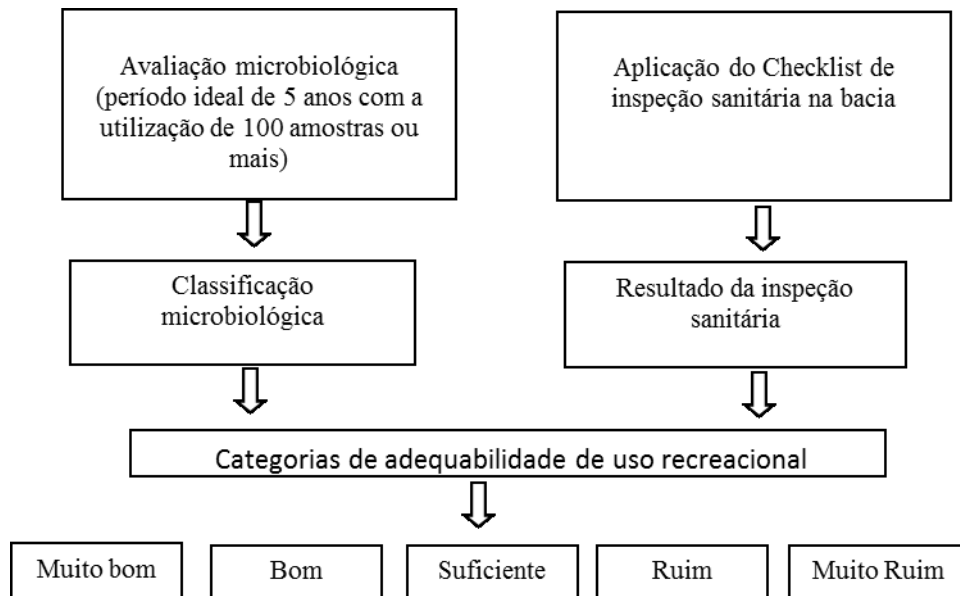 Avaliação microbiológica
(período ideal de 5 anos com a
utilização de 100 amostras ou
mais)
Aplicação do Checklist de
inspeção sanitária na bacia
Classificação
microbiológica
Resultado da inspeção
sanitária
Categorias de adequabilidade de uso recreacional
Muito bom
Bom
Suficiente
Ruim
Muito Ruim